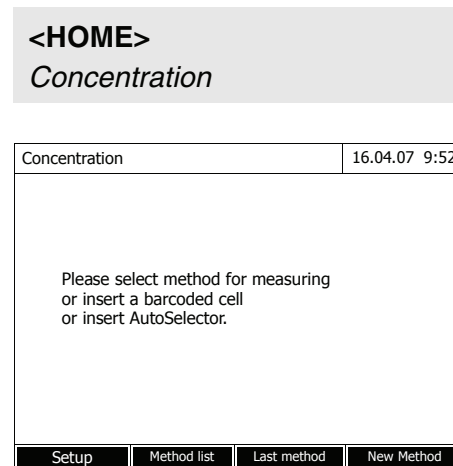 <HOME>
Concentration
Concentration 16.04.07 9:52
Please select method for measuring
or insert a barcoded cell
or insert AutoSelector.
Setup Method list Last method New Method